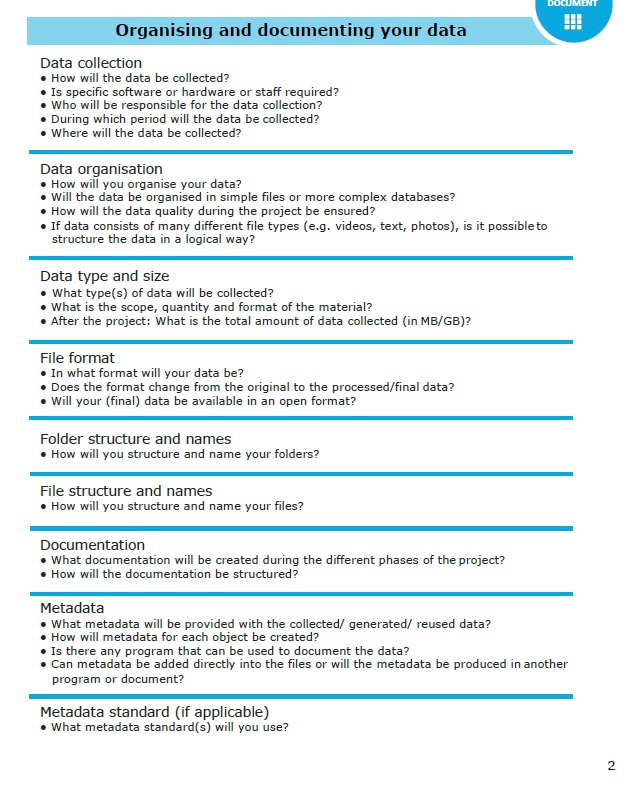 DOCUMENT
Organising and documenting your data
Data collection
• How will the data be collected?
• Is specific software or hardware or staff required?
• Who will be responsible for the data collection?
• During which period will the data be collected?
• Where will the data be collected?
Data organisation
• How will you organise your data?
• Will the data be organised in simple files or more complex databases?
• How will the data quality during the project be ensured?
• If data consists of many different file types (e.g. videos, text, photos), is it possible to
structure the data in a logical way?
Data type and size
• What type(s) of data will be collected?
• What is the scope, quantity and format of the material?
• After the project: What is the total amount of data collected (in MB/GB)?
File format
• In what format will your data be?
• Does the format change from the original to the processed/final data?
• Will your (final) data be available in an open format?
Folder structure and names
• How will you structure and name your folders?
File structure and names
• How will you structure and name your files?
Documentation
• What documentation will be created during the different phases of the project?
• How will the documentation be structured?
Metadata
• What metadata will be provided with the collected/ generated/ reused data?
• How will metadata for each object be created?
• Is there any program that can be used to document the data?
• Can metadata be added directly into the files or will the metadata be produced in another
program or document?
Metadata standard (if applicable)
• What metadata standard(s) will you use?
2